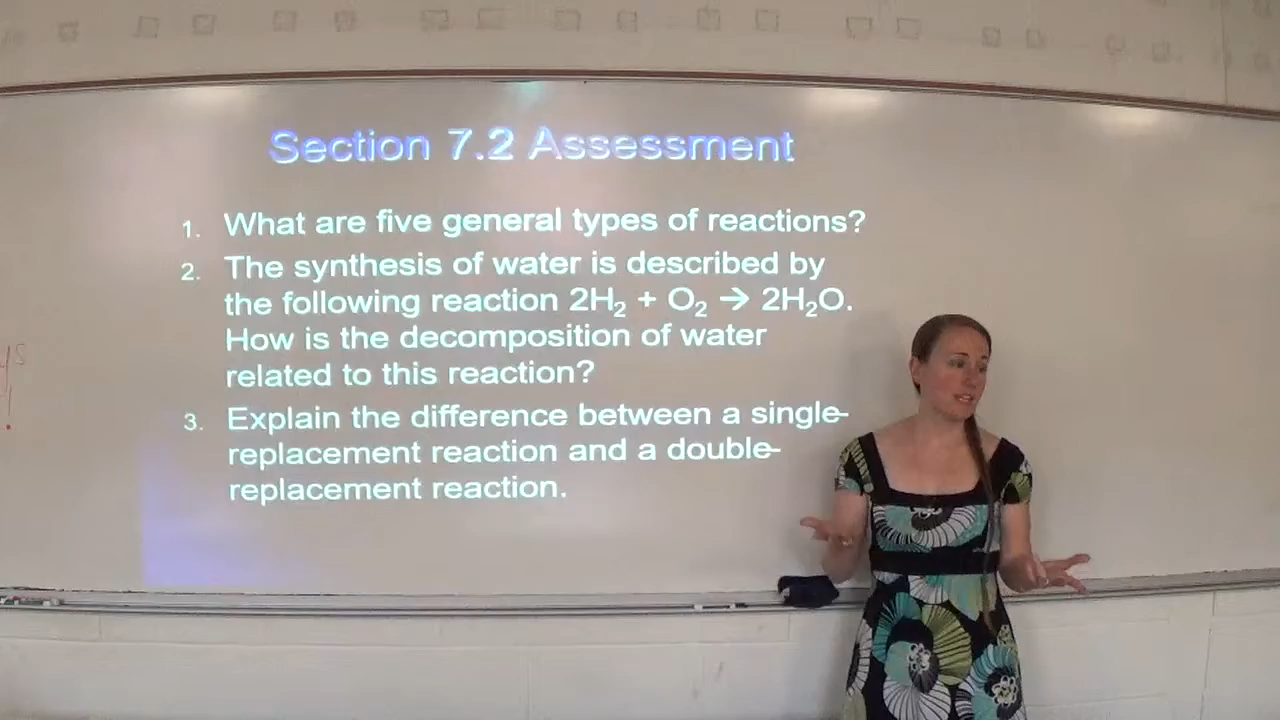 Section 7.2 Assessment
1. What are five general types of reactions?
2. The synthesis of water is described by
the following reaction 2H₂ + O₂ → 2H₂O.
How is the decomposition of water
related to this reaction?
3. Explain the difference between a single-
replacement reaction and a double-
replacement reaction.